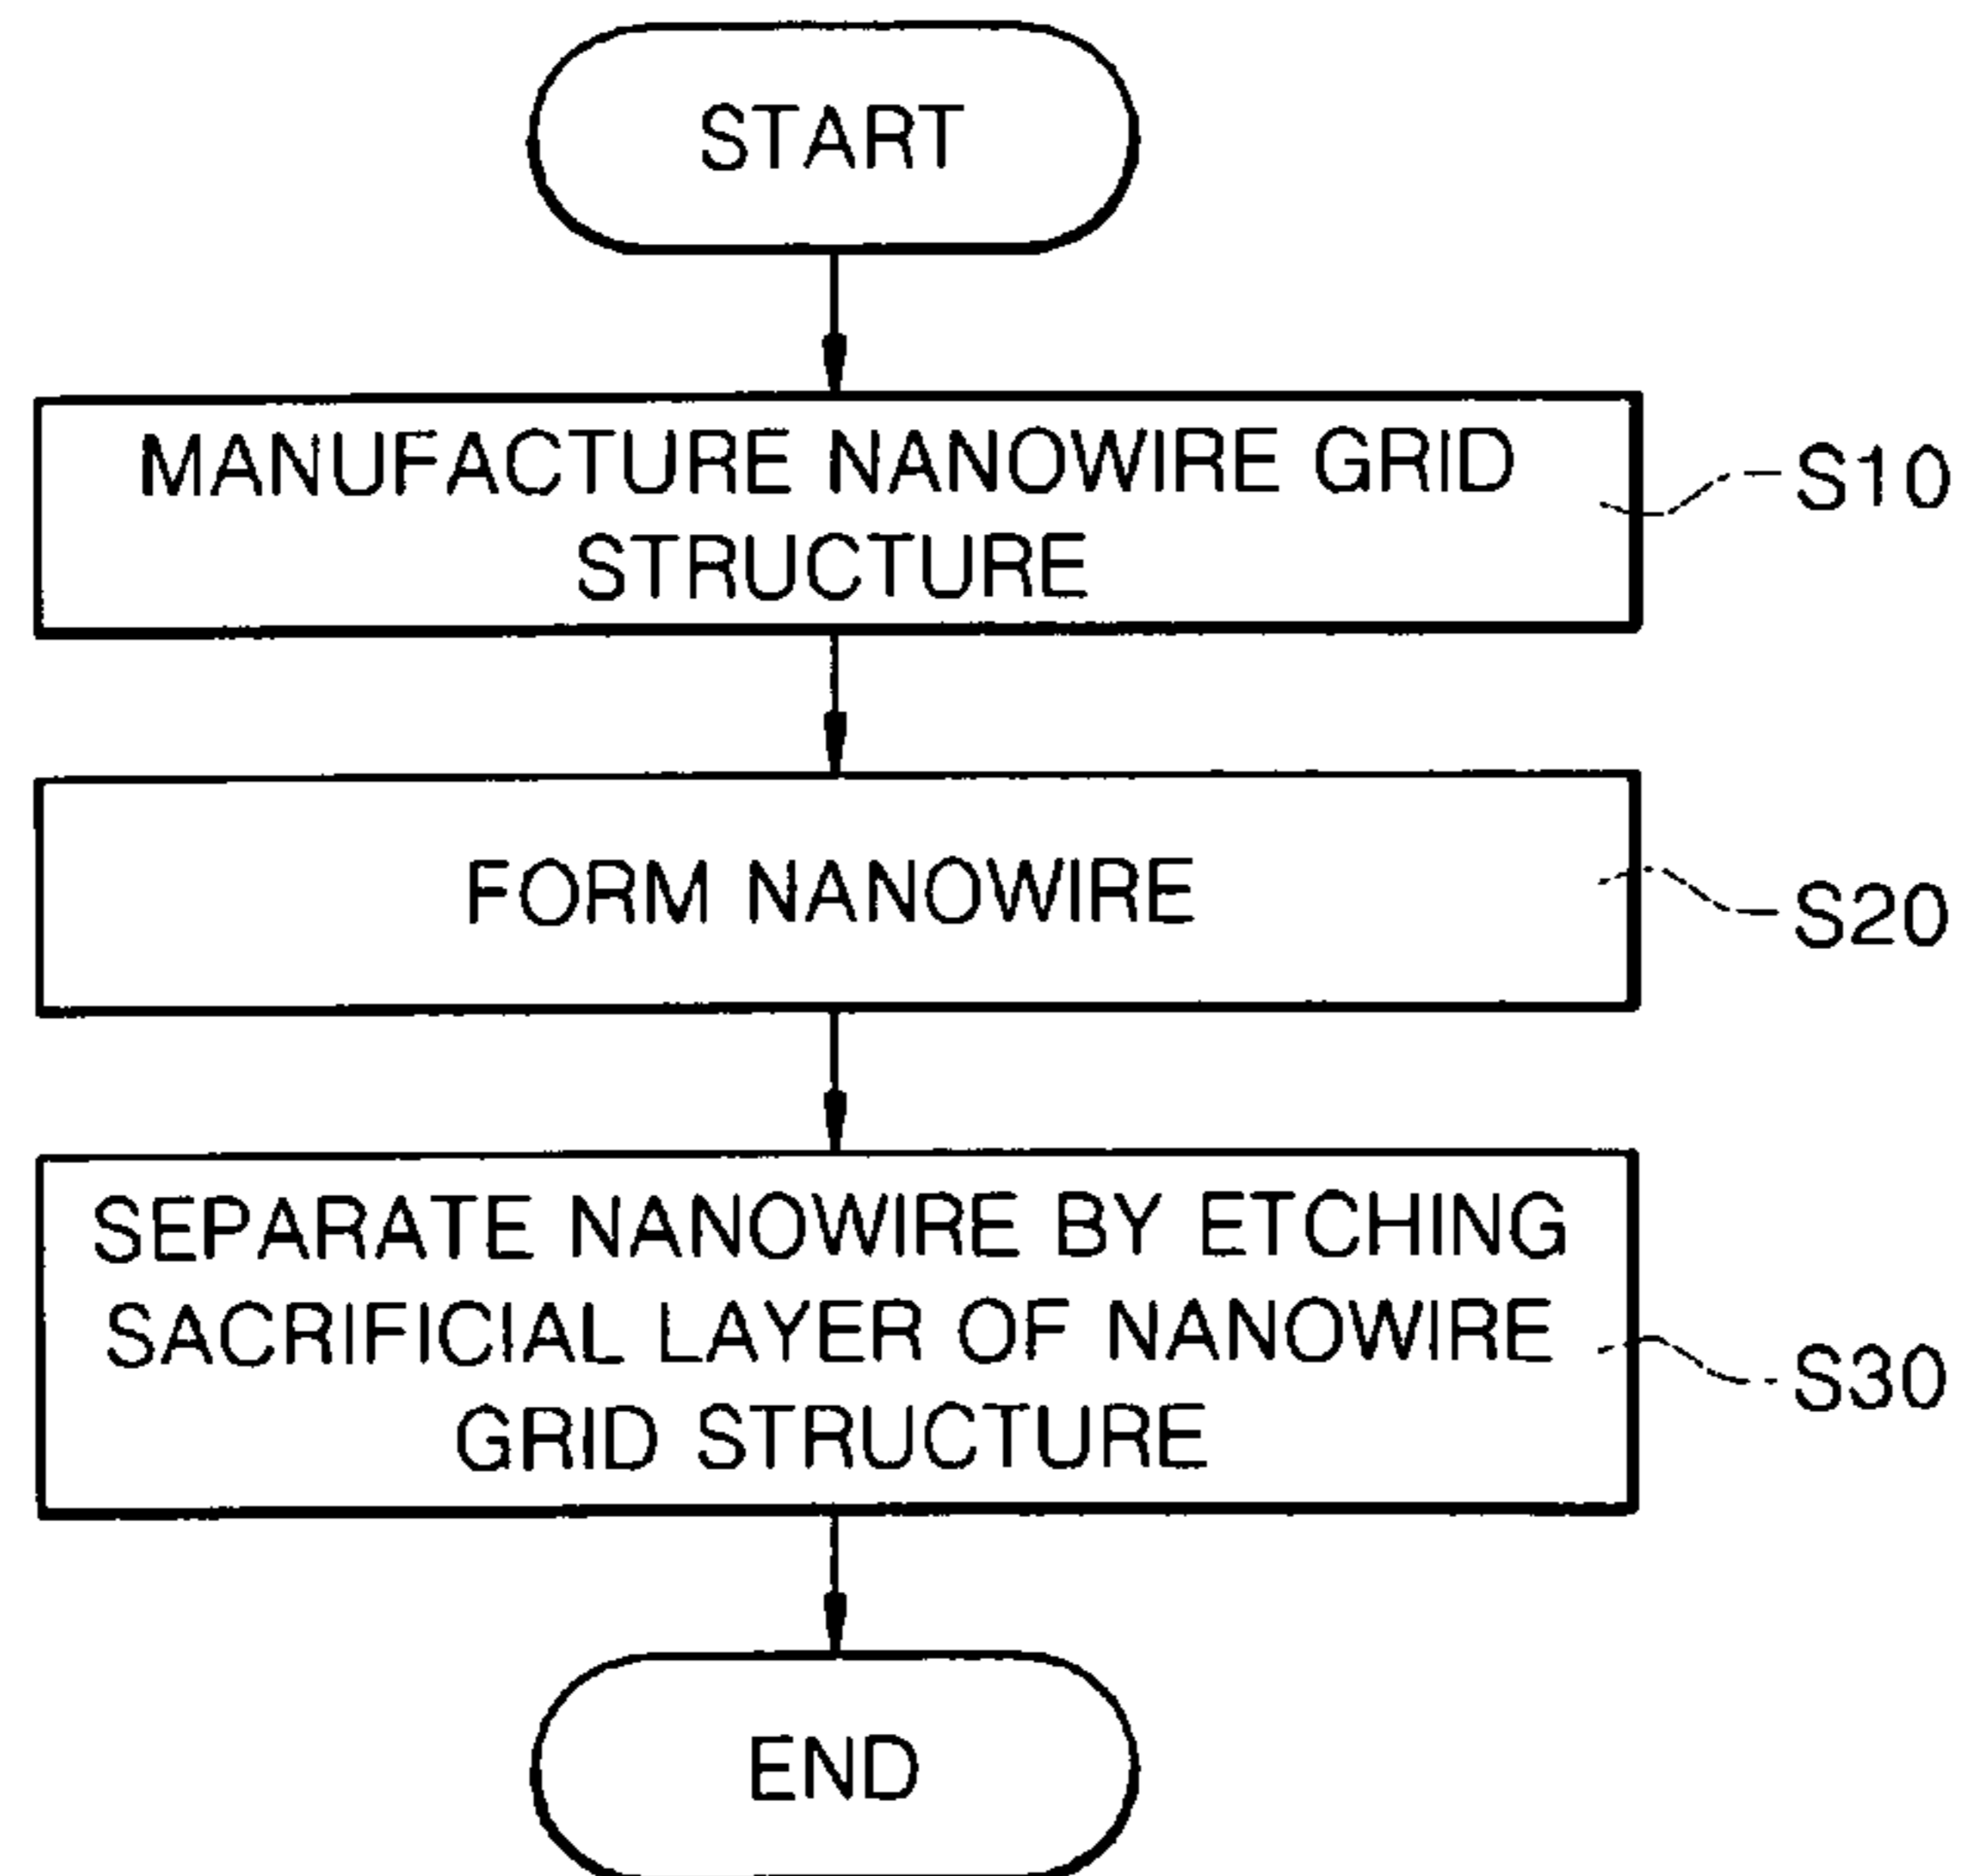 START
MANUFACTURE NANOWIRE GRID
STRUCTURE
S10
FORM NANOWIRE
S20
SEPARATE NANOWIRE BY ETCHING
SACRIFICIAL LAYER OF NANOWIRE
GRID STRUCTURE
S30
END